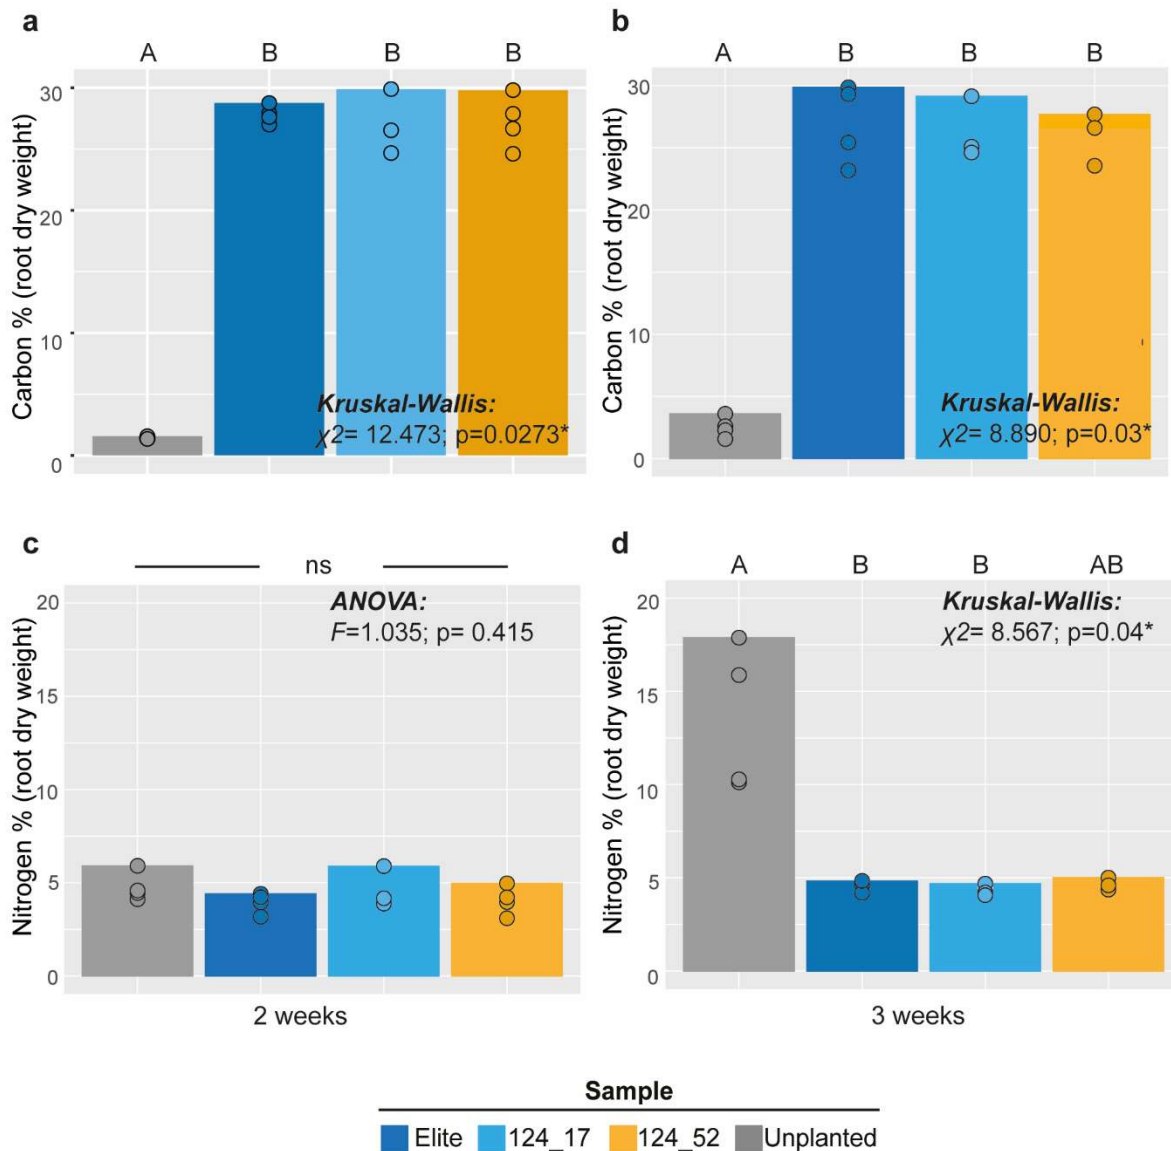 a
A B B B
Carbon % (root dry weight)
30
20
10
0
Kruskal-Wallis:
χ2= 12.473; p=0.0273*
b
A B B B
Carbon % (root dry weight)
30
20
10
0
Kruskal-Wallis:
χ2= 8.890; p=0.03*
c
ns
Nitrogen % (root dry weight)
20
15
10
5
0
ANOVA:
F=1.035; p= 0.415
2 weeks
d
A B B AB
Nitrogen % (root dry weight)
20
15
10
5
0
Kruskal-Wallis:
χ2= 8.567; p=0.04*
3 weeks
Sample
Elite 124_17 124_52 Unplanted